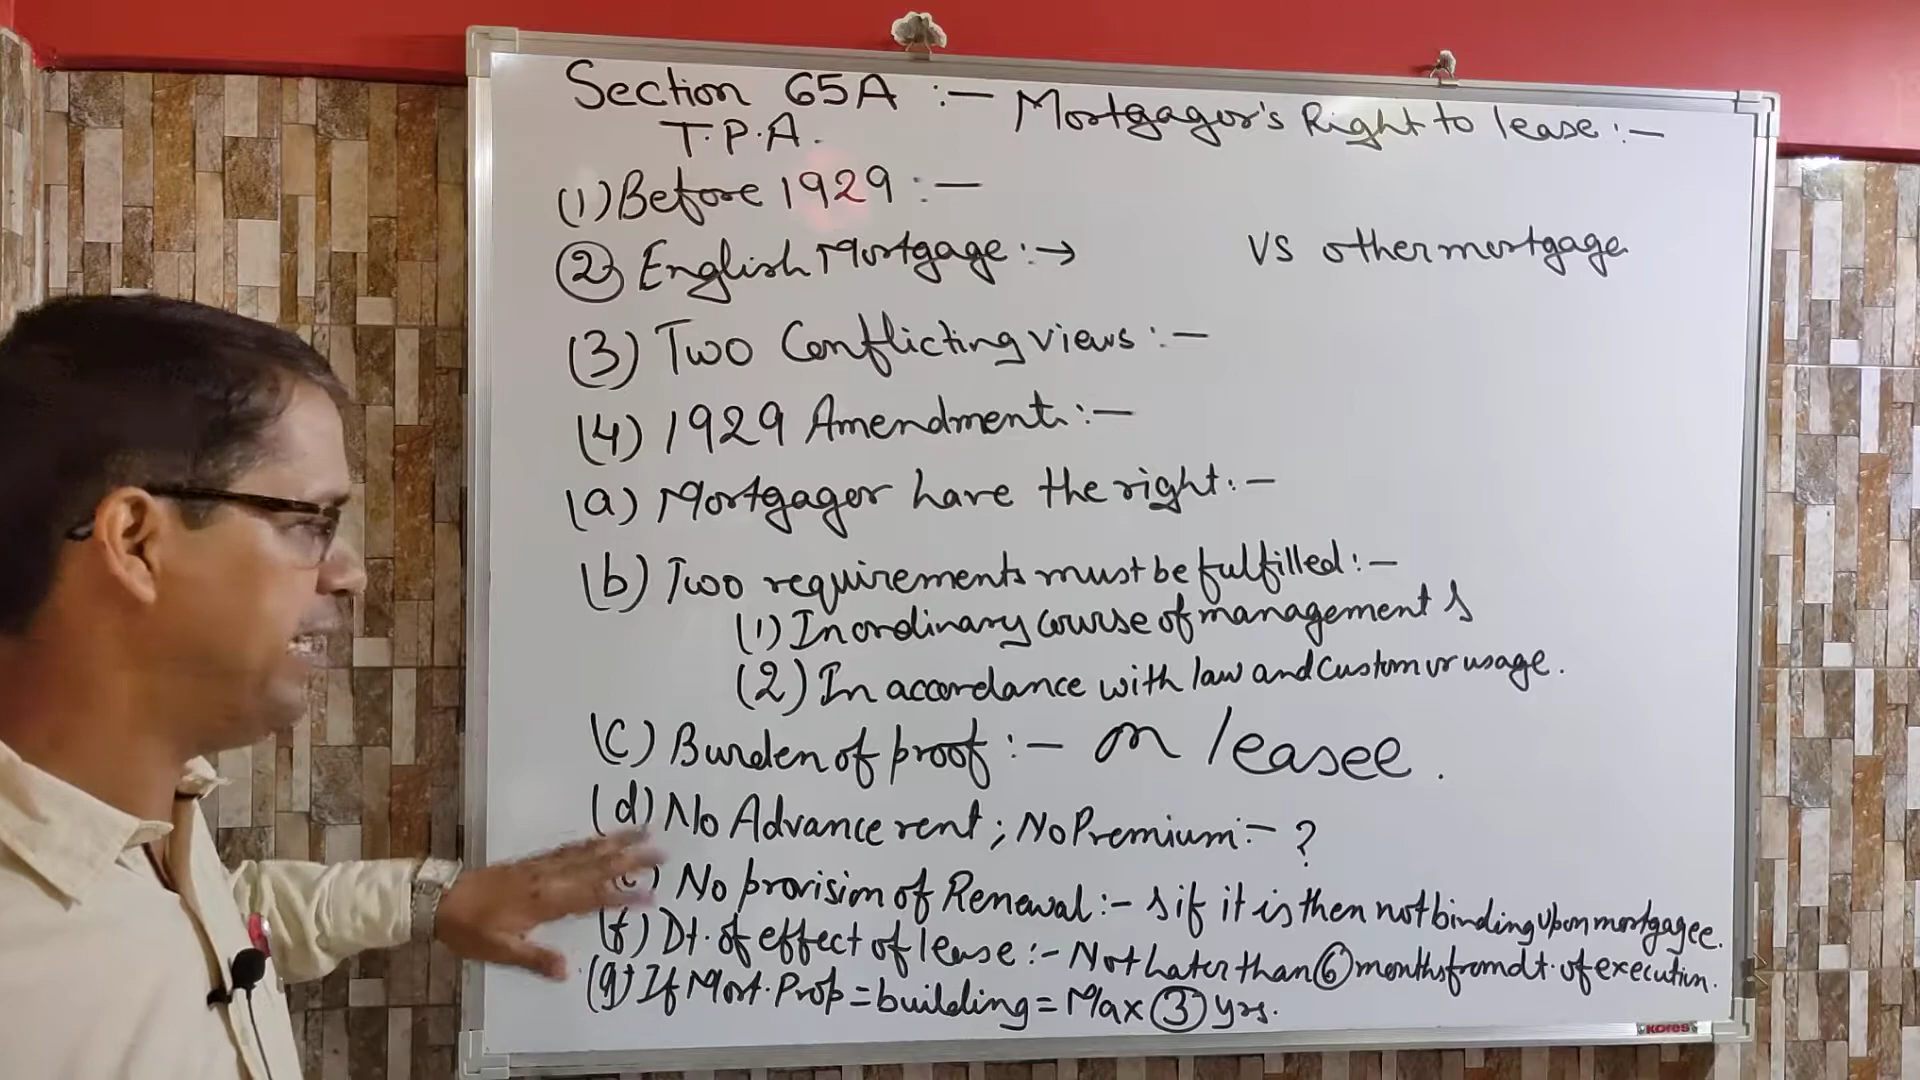 Section 65A :- Mortgagor's Right to lease :-
T.P.A.
(1) Before 1929 :-
(2) English Mortgage :→ VS other mortgage
(3) Two Conflicting views :-
(4) 1929 Amendment :-
(a) Mortgagor have the right :-
(b) Two requirements must be fulfilled :-
(1) In ordinary course of management &
(2) In accordance with law and custom or usage.
(c) Burden of proof :- on leasee.
(d) No Advance rent ; No Premium :- ?
No provision of Renewal :- & if it is then not binding upon mortgagee.
(f) Dt. of effect of lease :- Not later than 6 months from dt. of execution.
(g) If Mort. Prop = building = Max 3 yrs.
KORES